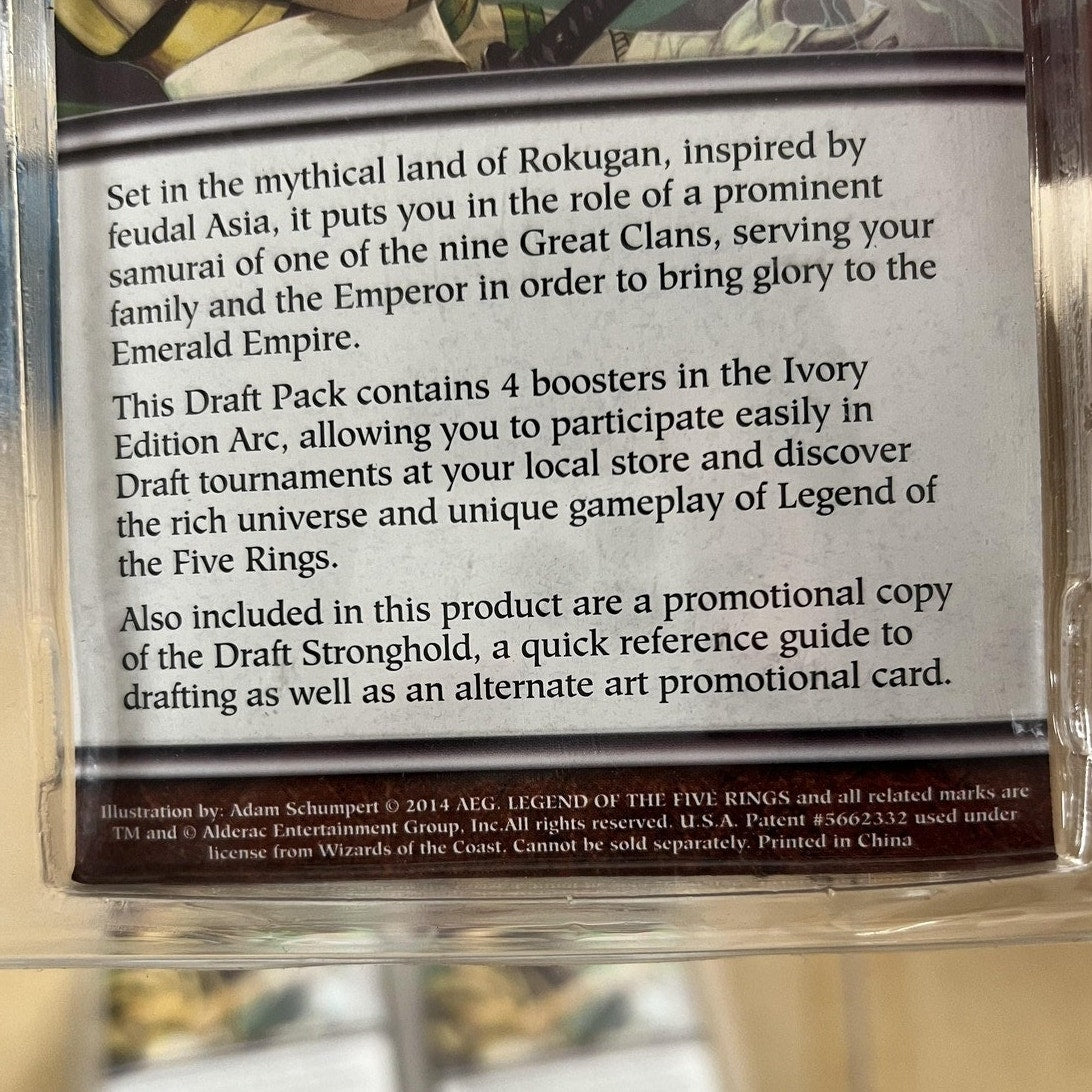 Set in the mythical land of Rokugan, inspired by
feudal Asia, it puts you in the role of a prominent
samurai of one of the nine Great Clans, serving your
family and the Emperor in order to bring glory to the
Emerald Empire.
This Draft Pack contains 4 boosters in the Ivory
Edition Arc, allowing you to participate easily in
Draft tournaments at your local store and discover
the rich universe and unique gameplay of Legend of
the Five Rings.
Also included in this product are a promotional copy
of the Draft Stronghold, a quick reference guide to
drafting as well as an alternate art promotional card.
Illustration by: Adam Schumpert © 2014 AEG. LEGEND OF THE FIVE RINGS and all related marks are
TM and © Alderac Entertainment Group, Inc.All rights reserved. U.S.A. Patent #5662332 used under
license from Wizards of the Coast. Cannot be sold separately. Printed in China